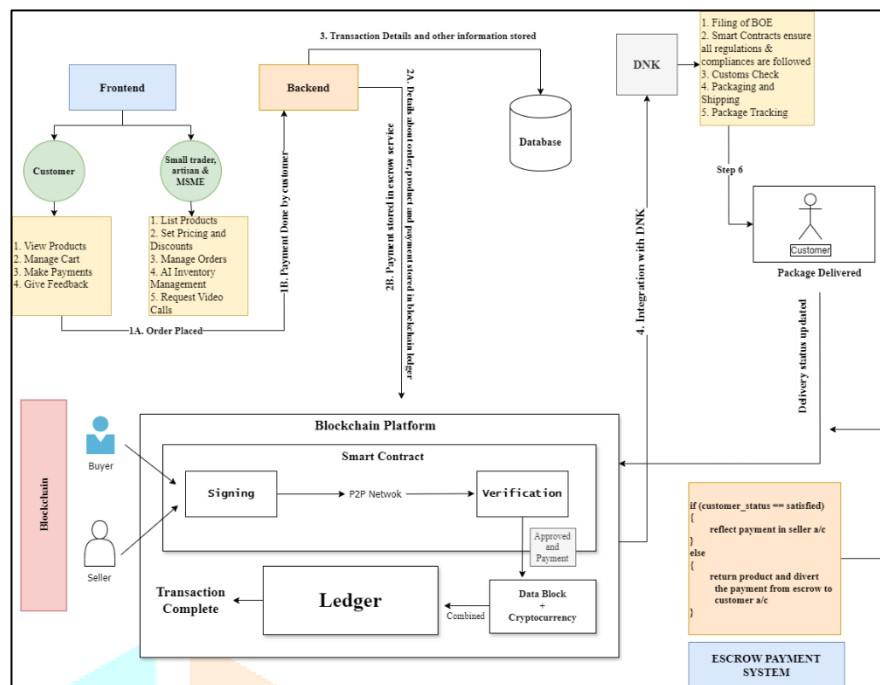 Frontend
Customer
Small trader,
artisan &
MSME
1. View Products
2. Manage Cart
3. Make Payments
4. Give Feedback
1. List Products
2. Set Pricing and
Discounts
3. Manage Orders
4. AI Inventory
Management
5. Request Video
Calls
1A. Order Placed
1B. Payment Done by customer
Backend
3. Transaction Details and other information stored
Database
2A. Details about order, product and payment stored in blockchain ledger
2B. Payment stored in escrow service
DNK
4. Integration with DNK
1. Filing of BOE
2. Smart Contracts ensure
all regulations &
compliances are followed
3. Customs Check
4. Packaging and
Shipping
5. Package Tracking
Step 6
Customer
Package Delivered
Delivery status updated
Blockchain
Buyer
Seller
Blockchain Platform
Smart Contract
Signing
P2P Netwok
Verification
Approved
and
Payment
Data Block
+
Cryptocurrency
Combined
Ledger
Transaction
Complete
if (customer_status == satisfied)
{
reflect payment in seller a/c
}
else
{
return product and divert
the payment from escrow to
customer a/c
}
ESCROW PAYMENT
SYSTEM